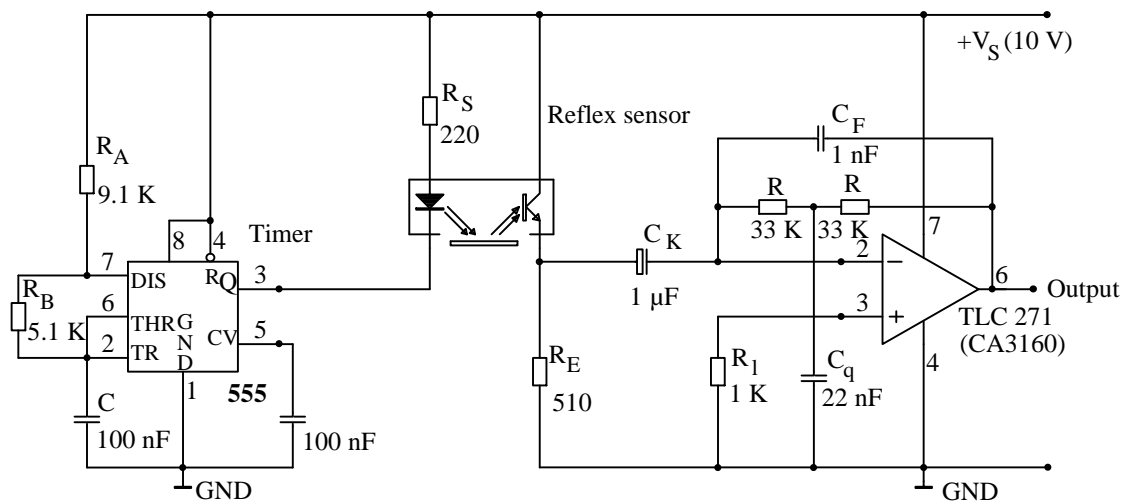 +V_S (10 V)
R_S
220
Reflex sensor
C_F
1 nF
R_A
9.1 K
R
R
33 K
33 K
8
4
Timer
7
C_K
1 µF
7
DIS
R
Q
3
2
−
6
Output
R_B
5.1 K
6
THR
G
N
D
CV
5
3
+
TLC 271
(CA3160)
2
TR
R_E
510
R_1
1 K
C_q
22 nF
4
1
555
C
100 nF
100 nF
GND
GND